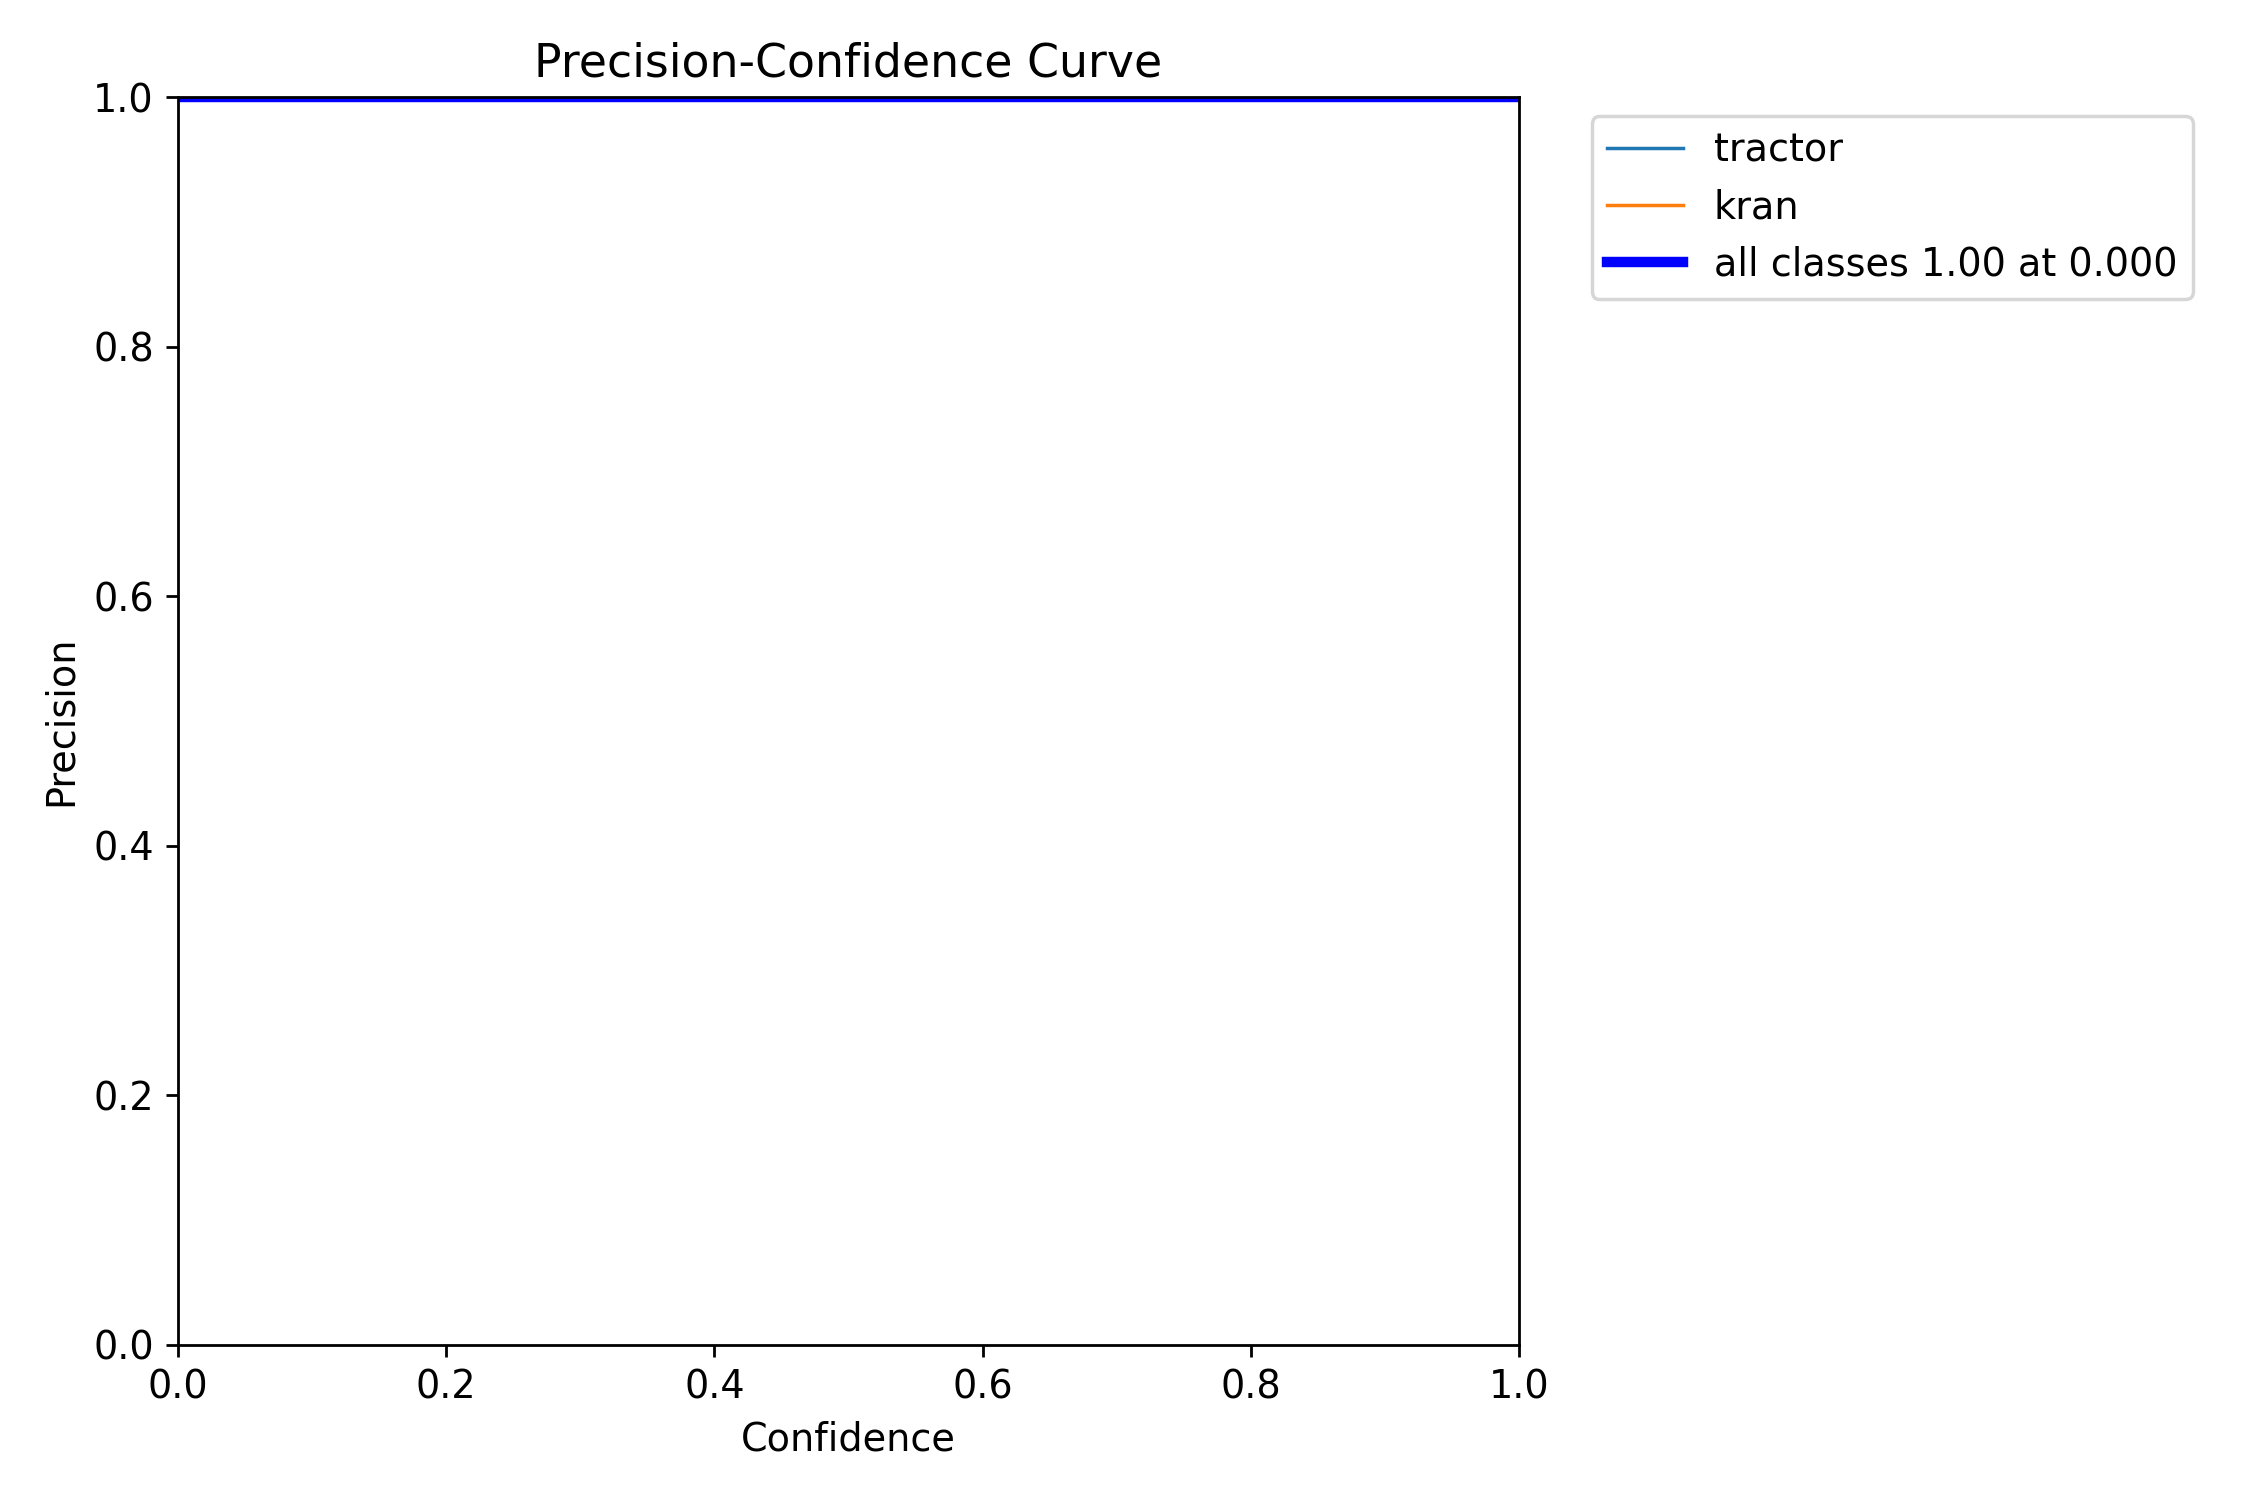 Precision-Confidence Curve
1.0
0.8
0.6
0.4
0.2
0.0
Precision
0.0 0.2 0.4 0.6 0.8 1.0
Confidence
tractor
kran
all classes 1.00 at 0.000